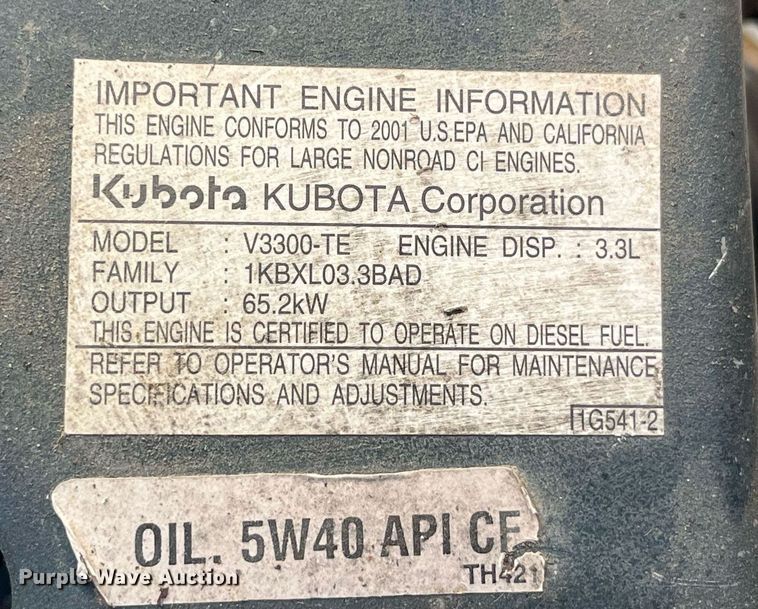 IMPORTANT ENGINE INFORMATION
THIS ENGINE CONFORMS TO 2001 U.S.EPA AND CALIFORNIA
REGULATIONS FOR LARGE NONROAD CI ENGINES.
Kubota KUBOTA Corporation
MODEL : V3300-TE ENGINE DISP. : 3.3L
FAMILY : 1KBXL03.3BAD
OUTPUT : 65.2kW
THIS ENGINE IS CERTIFIED TO OPERATE ON DIESEL FUEL.
REFER TO OPERATOR'S MANUAL FOR MAINTENANCE
SPECIFICATIONS AND ADJUSTMENTS.
1G541-2
OIL. 5W40 API CF
TH421
Purple Wave Auction